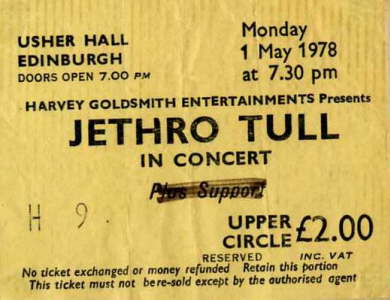 USHER HALL
EDINBURGH
DOORS OPEN 7.00 PM
Monday
1 May 1978
at 7.30 pm
HARVEY GOLDSMITH ENTERTAINMENTS Presents
JETHRO TULL
IN CONCERT
Plus Support
H 9.
UPPER
CIRCLE £2.00
RESERVED INC. VAT
No ticket exchanged or money refunded Retain this portion
This ticket must not be re-sold except by the authorised agent